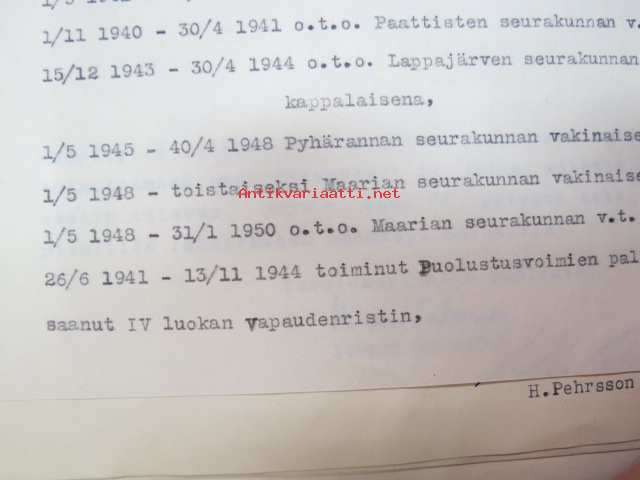 1/11 1940 - 30/4 1941 o.t.o. Paattisten seurakunnan v.
15/12 1943 - 30/4 1944 o.t.o. Lappajärven seurakunnan
kappalaisena,
1/5 1945 - 40/4 1948 Pyhärannan seurakunnan vakinaise
1/5 1948 - toistaiseksi Maarian seurakunnan vakinaise
Antikvariaatti.net
1/5 1948 - 31/1 1950 o.t.o. Maarian seurakunnan v.t.
26/6 1941 - 13/11 1944 toiminut Puolustusvoimien pal
saanut IV luokan Vapaudenristin,
H.Pehrsson